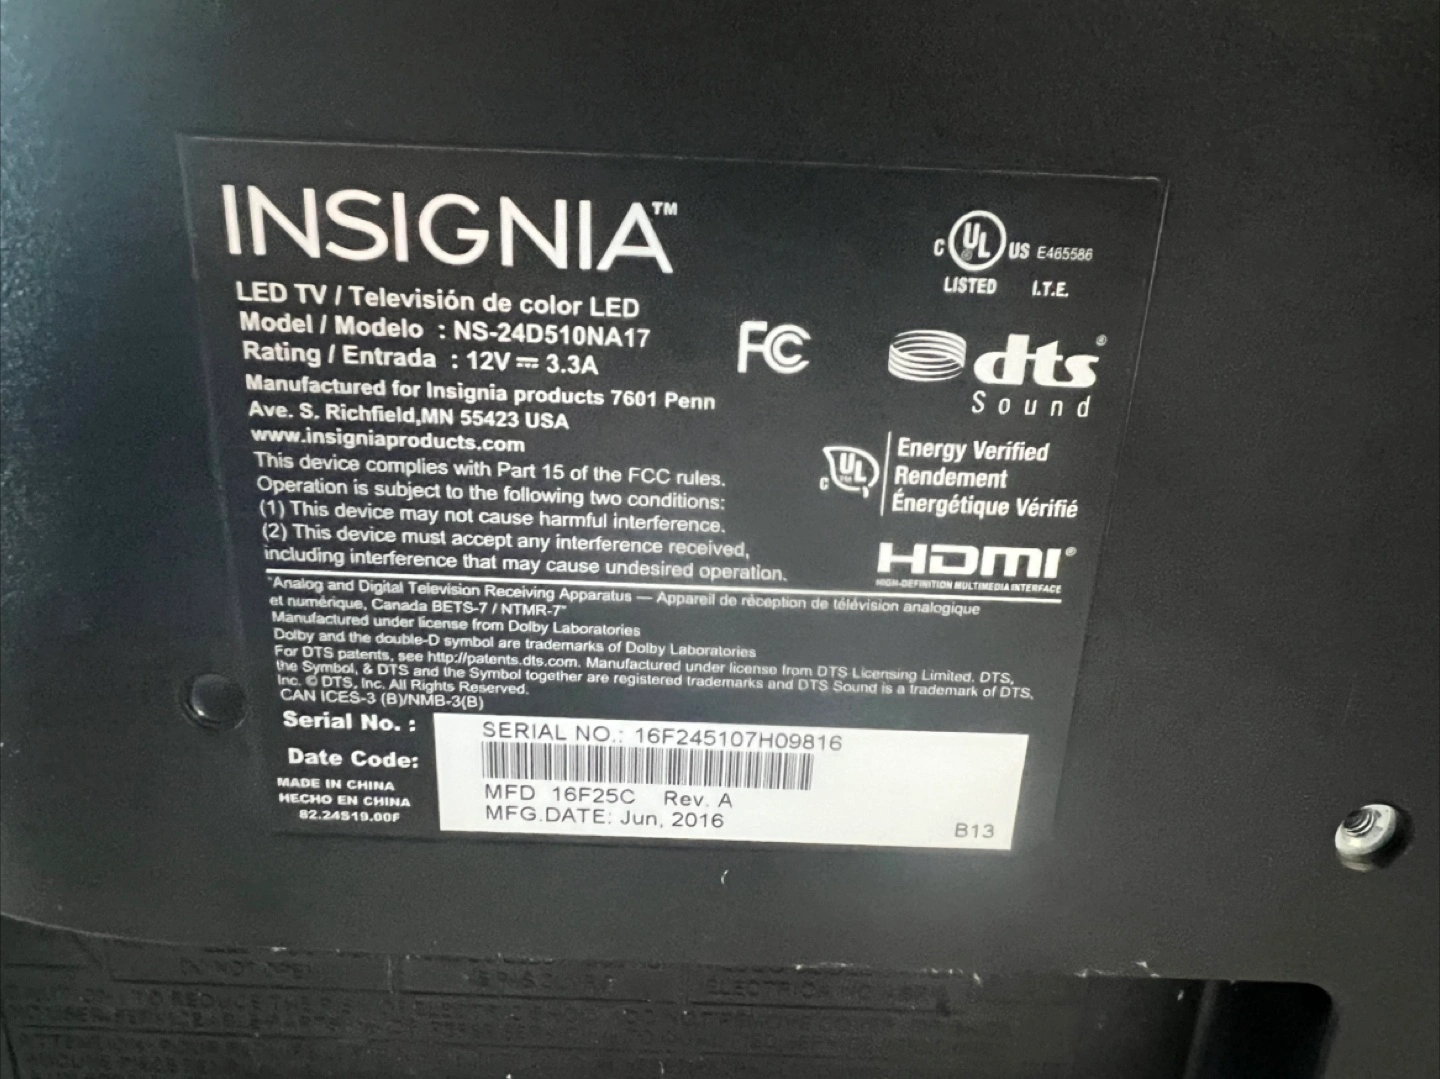 INSIGNIA™
LED TV / Televisión de color LED
Model / Modelo : NS-24D510NA17
Rating / Entrada : 12V⎓ 3.3A
Manufactured for Insignia products 7601 Penn
Ave. S. Richfield,MN 55423 USA
www.insigniaproducts.com
This device complies with Part 15 of the FCC rules.
Operation is subject to the following two conditions:
(1) This device may not cause harmful interference.
(2) This device must accept any interference received,
including interference that may cause undesired operation.
FC
C UL® US E465586
LISTED I.T.E.
dts®
Sound
C UL
Energy Verified
Rendement
Énergétique Vérifié
HDMI®
HIGH-DEFINITION MULTIMEDIA INTERFACE
"Analog and Digital Television Receiving Apparatus — Appareil de réception de télévision analogique
et numérique, Canada BETS-7 / NTMR-7"
Manufactured under license from Dolby Laboratories
Dolby and the double-D symbol are trademarks of Dolby Laboratories
For DTS patents, see http://patents.dts.com. Manufactured under license from DTS Licensing Limited. DTS,
the Symbol, & DTS and the Symbol together are registered trademarks and DTS Sound is a trademark of DTS,
Inc. © DTS, Inc. All Rights Reserved.
CAN ICES-3 (B)/NMB-3(B)
Serial No. :
SERIAL NO.: 16F245107H09816
Date Code:
MFD 16F25C Rev. A
MFG.DATE: Jun, 2016
B13
MADE IN CHINA
HECHO EN CHINA
82.24S19.00F
DO NOT OPEN
TO REDUCE THE